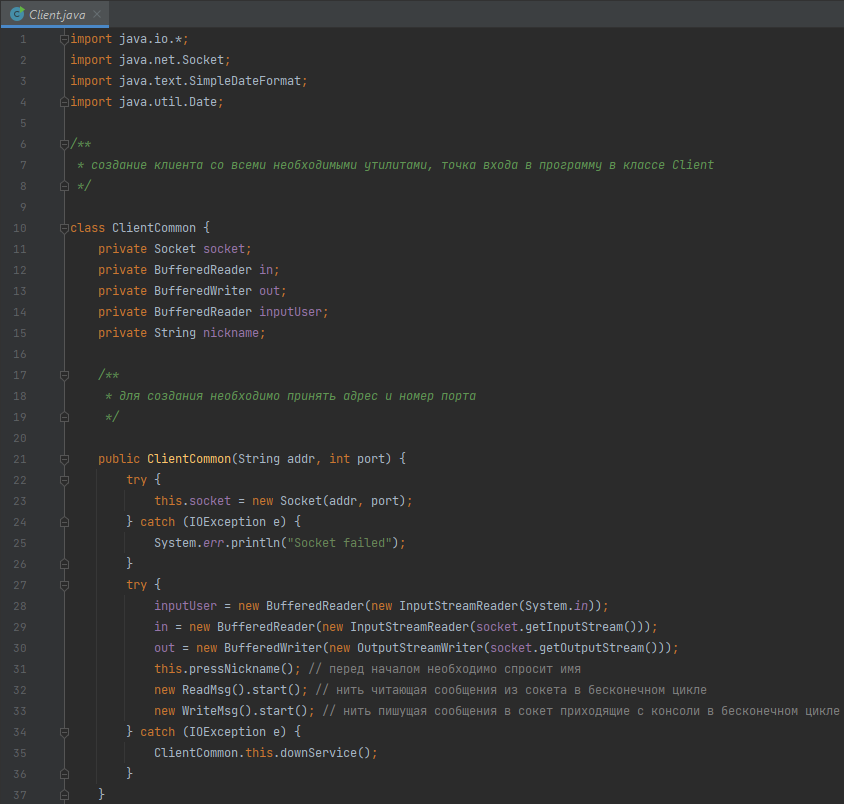 Client.java
1 import java.io.*;
2 import java.net.Socket;
3 import java.text.SimpleDateFormat;
4 import java.util.Date;
5
6 /**
7  * создание клиента со всеми необходимыми утилитами, точка входа в программу в классе Client
8  */
9
10 class ClientCommon {
11     private Socket socket;
12     private BufferedReader in;
13     private BufferedWriter out;
14     private BufferedReader inputUser;
15     private String nickname;
16
17     /**
18      * для создания необходимо принять адрес и номер порта
19      */
20
21     public ClientCommon(String addr, int port) {
22         try {
23             this.socket = new Socket(addr, port);
24         } catch (IOException e) {
25             System.err.println("Socket failed");
26         }
27         try {
28             inputUser = new BufferedReader(new InputStreamReader(System.in));
29             in = new BufferedReader(new InputStreamReader(socket.getInputStream()));
30             out = new BufferedWriter(new OutputStreamWriter(socket.getOutputStream()));
31             this.pressNickname(); // перед началом необходимо спросит имя
32             new ReadMsg().start(); // нить читающая сообщения из сокета в бесконечном цикле
33             new WriteMsg().start(); // нить пишущая сообщения в сокет приходящие с консоли в бесконечном цикле
34         } catch (IOException e) {
35             ClientCommon.this.downService();
36         }
37     }